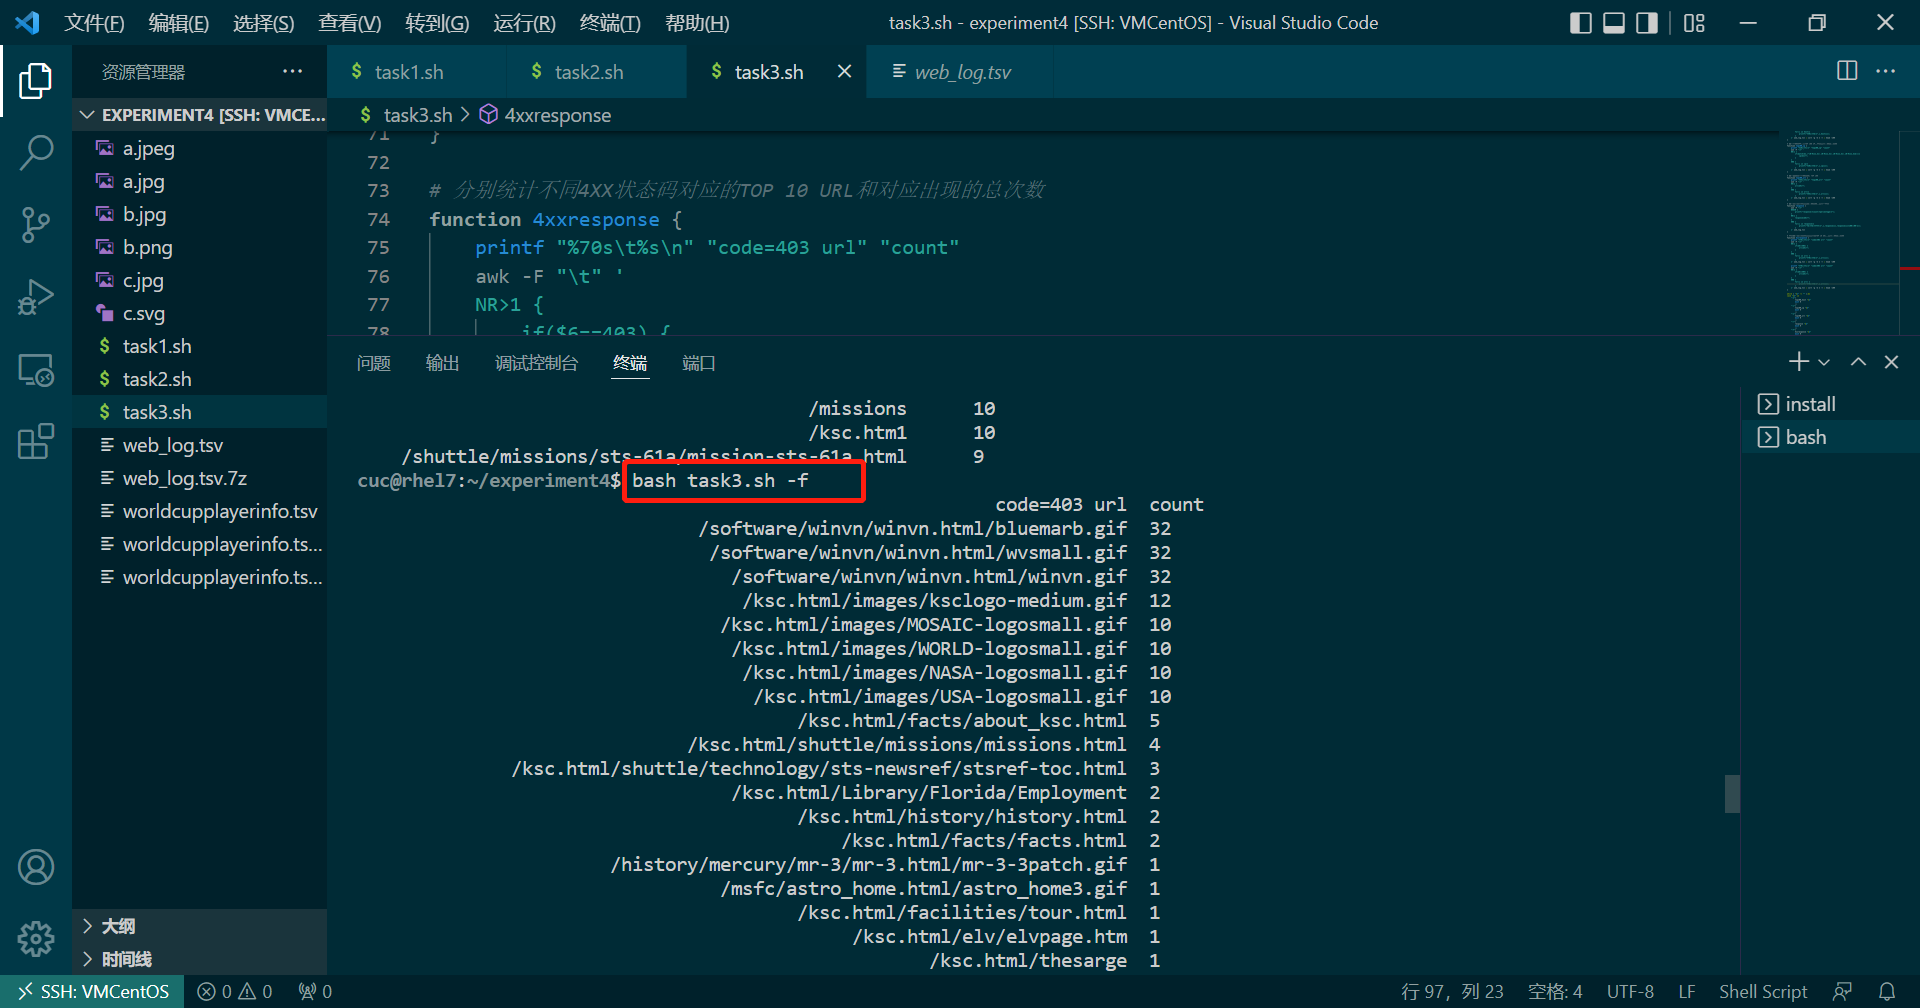 文件(F) 编辑(E) 选择(S) 查看(V) 转到(G) 运行(R) 终端(T) 帮助(H) task3.sh - experiment4 [SSH: VMCentOS] - Visual Studio Code
资源管理器 ···
$ task1.sh $ task2.sh $ task3.sh web_log.tsv
EXPERIMENT4 [SSH: VMCE...
$ task3.sh > 4xxresponse
a.jpeg
a.jpg
b.jpg
b.png
c.jpg
c.svg
$ task1.sh
$ task2.sh
$ task3.sh
web_log.tsv
web_log.tsv.7z
worldcupplayerinfo.tsv
worldcupplayerinfo.ts...
worldcupplayerinfo.ts...
大纲
时间线
71 }
72
73 # 分别统计不同4XX状态码对应的TOP 10 URL和对应出现的总次数
74 function 4xxresponse {
75 printf "%70s\t%s\n" "code=403 url" "count"
76 awk -F "\t" '
77 NR>1 {
78 if($6==403) {
问题 输出 调试控制台 终端 端口
install
bash
/missions 10
/ksc.htm1 10
/shuttle/missions/sts-61a/mission-sts-61a.html 9
cuc@rhel7:~/experiment4$ bash task3.sh -f
code=403 url count
/software/winvn/winvn.html/bluemarb.gif 32
/software/winvn/winvn.html/wvsmall.gif 32
/software/winvn/winvn.html/winvn.gif 32
/ksc.html/images/ksclogo-medium.gif 12
/ksc.html/images/MOSAIC-logosmall.gif 10
/ksc.html/images/WORLD-logosmall.gif 10
/ksc.html/images/NASA-logosmall.gif 10
/ksc.html/images/USA-logosmall.gif 10
/ksc.html/facts/about_ksc.html 5
/ksc.html/shuttle/missions/missions.html 4
/ksc.html/shuttle/technology/sts-newsref/stsref-toc.html 3
/ksc.html/Library/Florida/Employment 2
/ksc.html/history/history.html 2
/ksc.html/facts/facts.html 2
/history/mercury/mr-3/mr-3.html/mr-3-3patch.gif 1
/msfc/astro_home.html/astro_home3.gif 1
/ksc.html/facilities/tour.html 1
/ksc.html/elv/elvpage.htm 1
/ksc.html/thesarge 1
SSH: VMCentOS 0 0 0 行 97，列 23 空格: 4 UTF-8 LF Shell Script